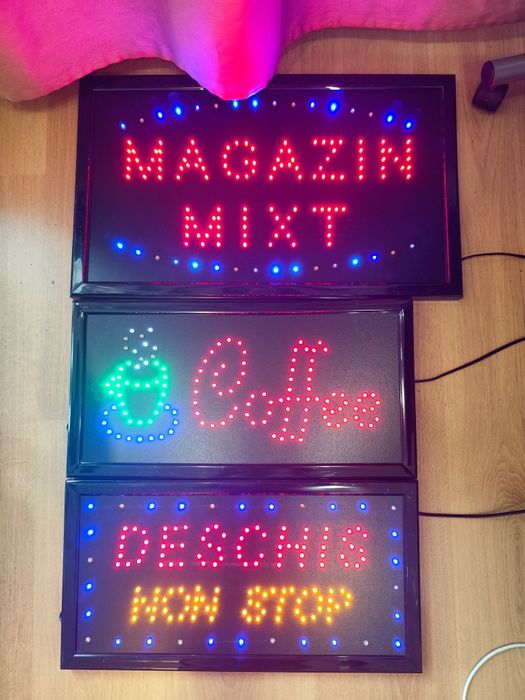 MAGAZIN
MIXT
Coffee
DESCHIS
NON STOP